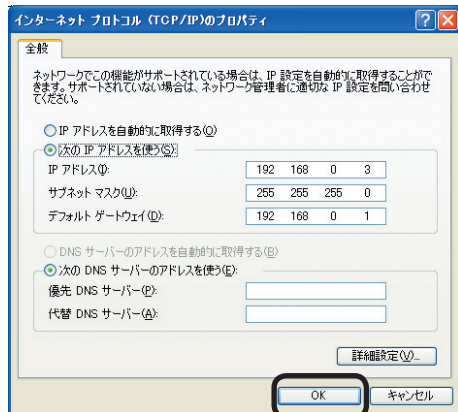 インターネット プロトコル (TCP/IP)のプロパティ
全般
ネットワークでこの機能がサポートされている場合は、IP 設定を自動的に取得することがで
きます。サポートされていない場合は、ネットワーク管理者に適切な IP 設定を問い合わせ
てください。
IP アドレスを自動的に取得する(O)
次の IP アドレスを使う(S):
IP アドレス(I): 192 168 0 3
サブネット マスク(U): 255 255 255 0
デフォルト ゲートウェイ(D): 192 168 0 1
DNS サーバーのアドレスを自動的に取得する(B)
次の DNS サーバーのアドレスを使う(E):
優先 DNS サーバー(P):
代替 DNS サーバー(A):
詳細設定(V)...
OK キャンセル